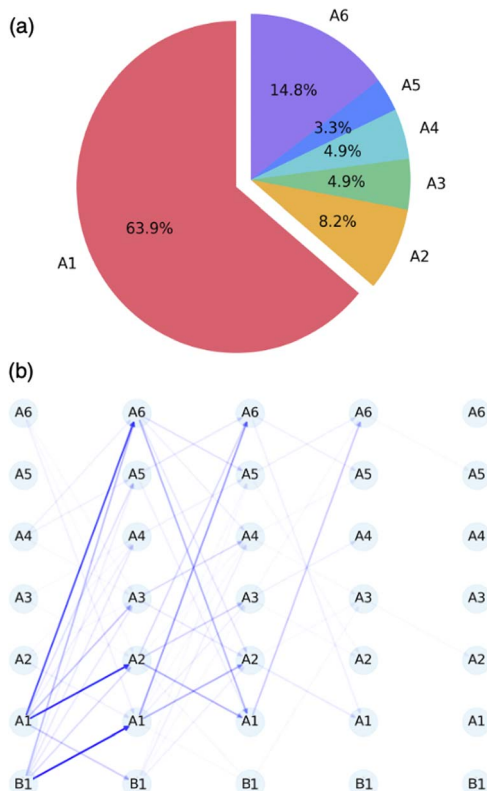 (a)
A6
14.8%
A5
3.3%
A4
4.9%
4.9%
A3
8.2%
A2
63.9%
A1
(b)
A6 A6 A6 A6 A6
A5 A5 A5 A5 A5
A4 A4 A4 A4 A4
A3 A3 A3 A3 A3
A2 A2 A2 A2 A2
A1 A1 A1 A1 A1
B1 B1 B1 B1 B1